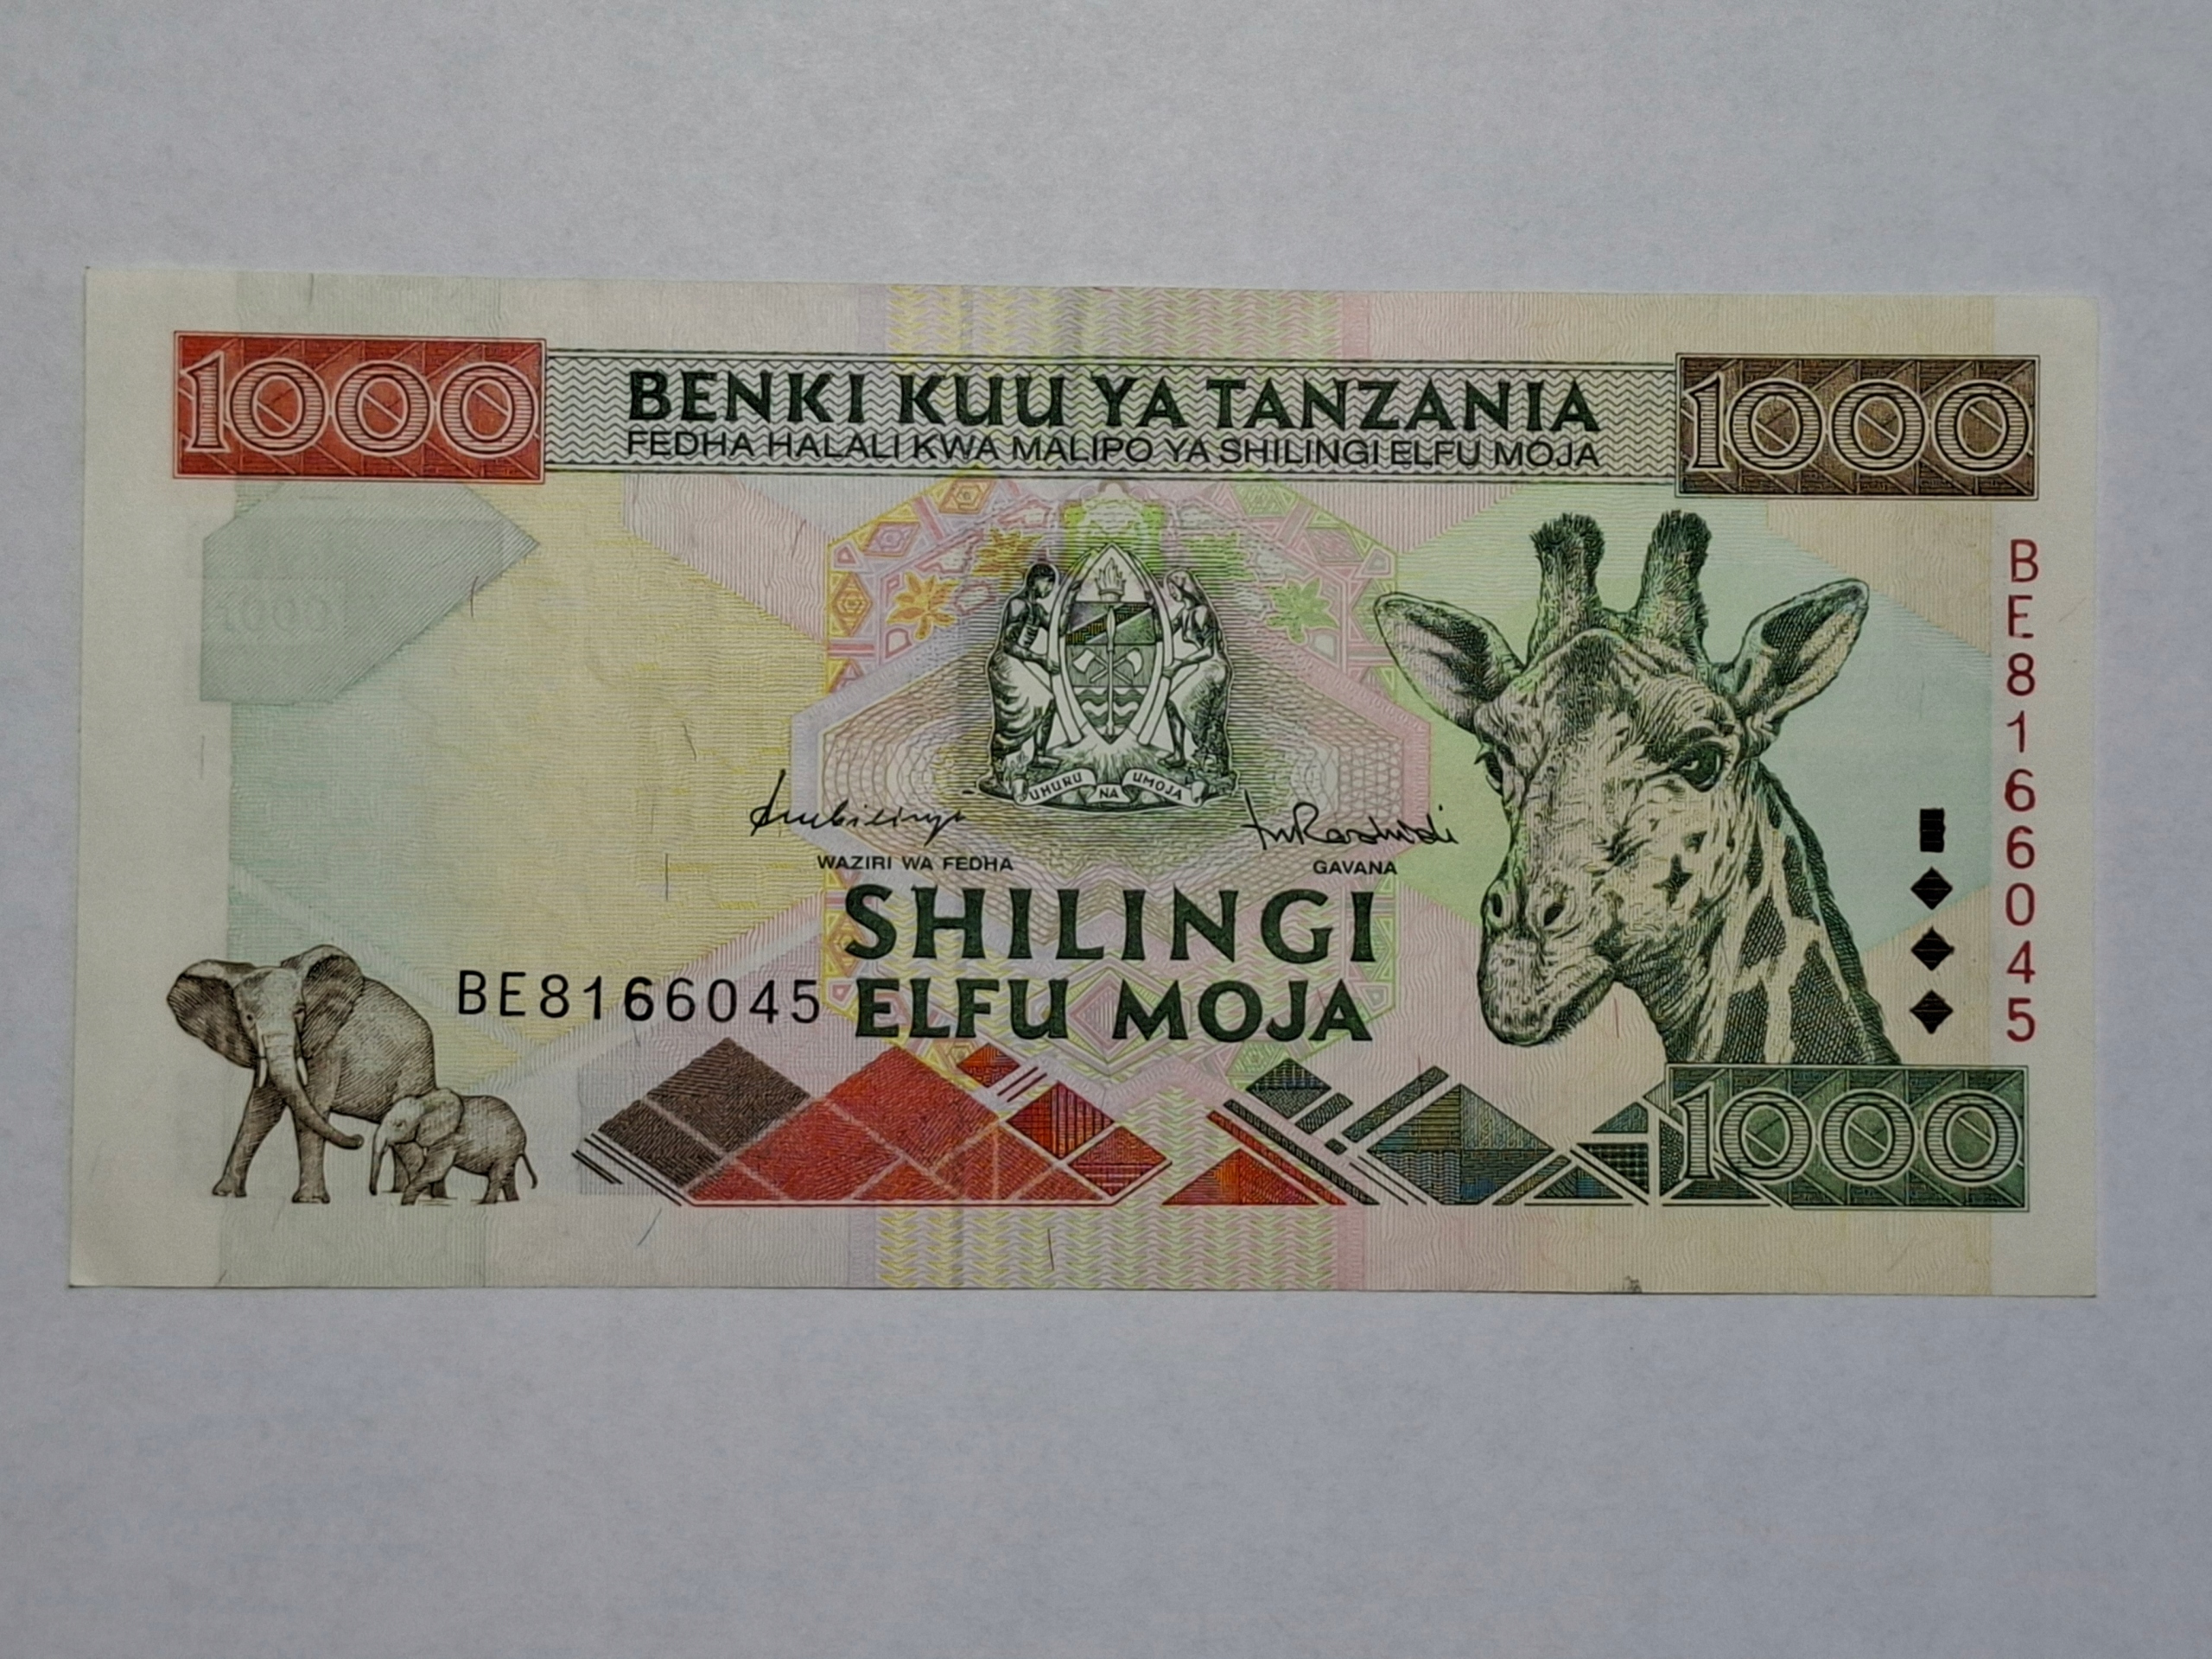 1000
BENKI KUU YA TANZANIA
FEDHA HALALI KWA MALIPO YA SHILINGI ELFU MOJA
1000
1000
UHURU NA UMOJA
BE8166045
WAZIRI WA FEDHA
GAVANA
SHILINGI
ELFU MOJA
BE8166045
1000